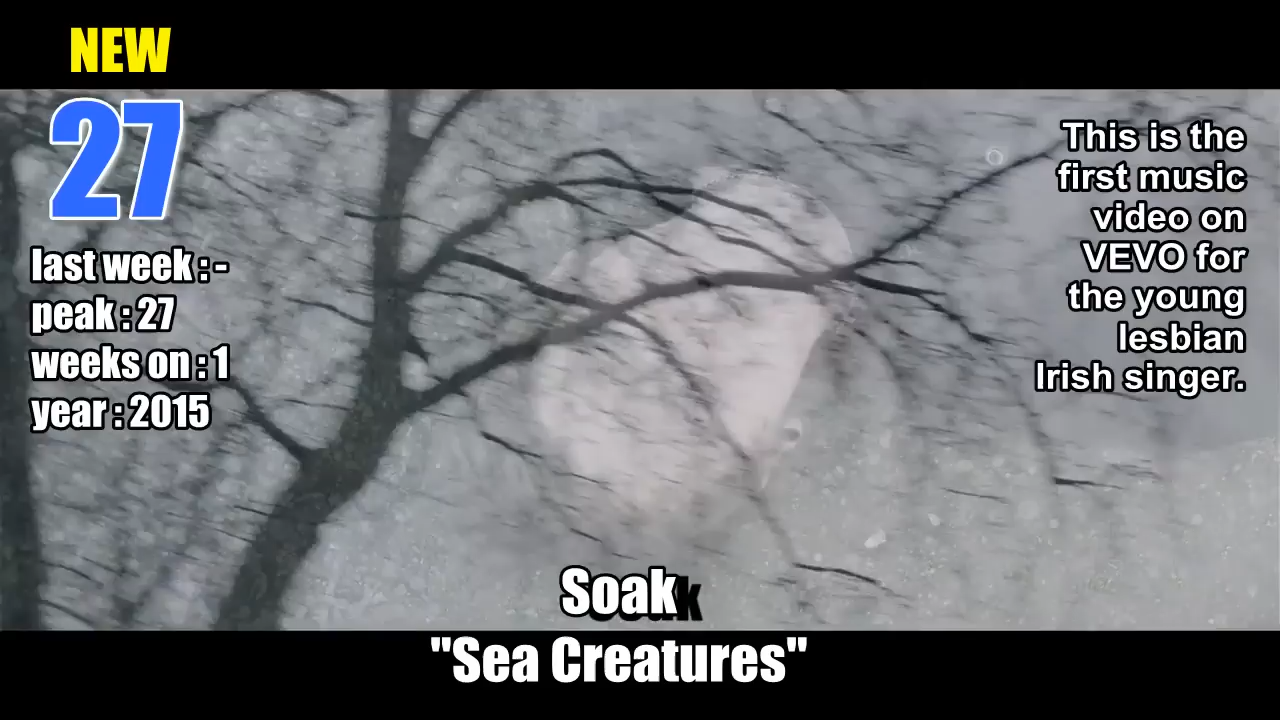 NEW
27
last week : -
peak : 27
weeks on : 1
year : 2015
This is the
first music
video on
VEVO for
the young
lesbian
Irish singer.
Soak
"Sea Creatures"